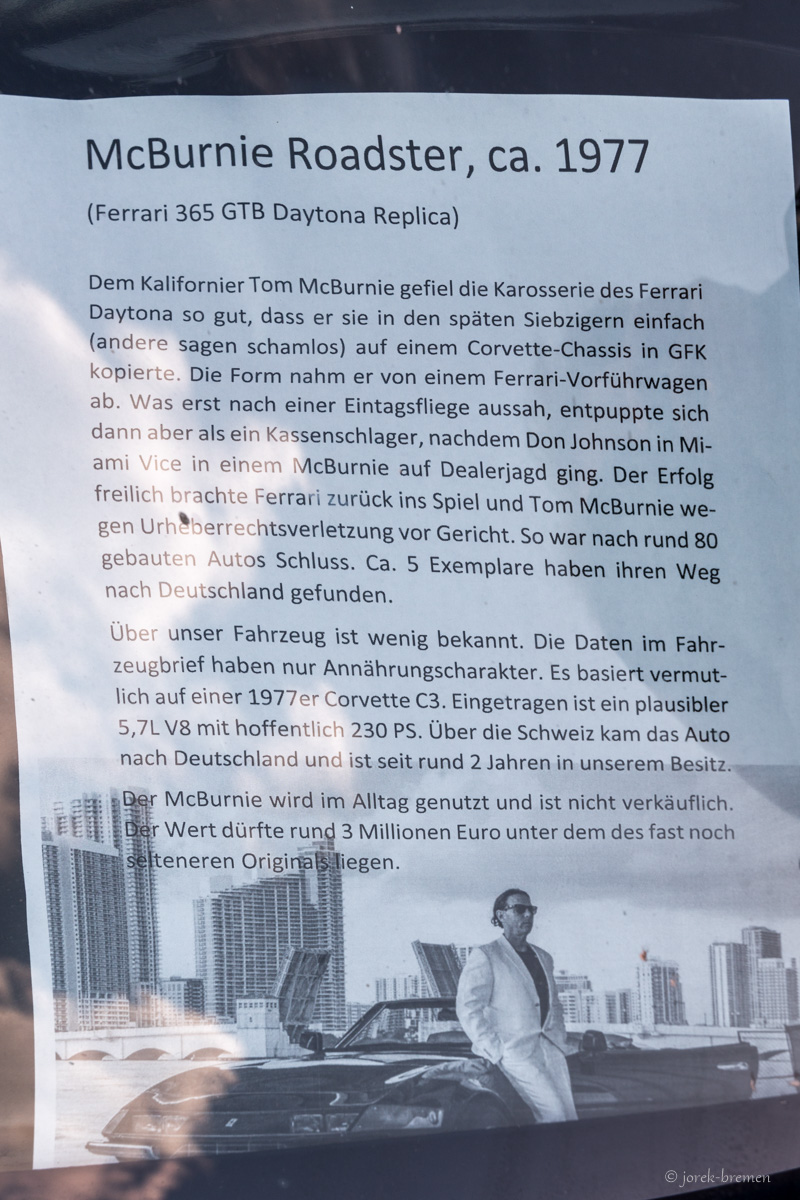 McBurnie Roadster, ca. 1977
(Ferrari 365 GTB Daytona Replica)
Dem Kalifornier Tom McBurnie gefiel die Karosserie des Ferrari
Daytona so gut, dass er sie in den späten Siebzigern einfach
(andere sagen schamlos) auf einem Corvette-Chassis in GFK
kopierte. Die Form nahm er von einem Ferrari-Vorführwagen
ab. Was erst nach einer Eintagsfliege aussah, entpuppte sich
dann aber als ein Kassenschlager, nachdem Don Johnson in Mi-
ami Vice in einem McBurnie auf Dealerjagd ging. Der Erfolg
freilich brachte Ferrari zurück ins Spiel und Tom McBurnie we-
gen Urheberrechtsverletzung vor Gericht. So war nach rund 80
gebauten Autos Schluss. Ca. 5 Exemplare haben ihren Weg
nach Deutschland gefunden.
Über unser Fahrzeug ist wenig bekannt. Die Daten im Fahr-
zeugbrief haben nur Annährungscharakter. Es basiert vermut-
lich auf einer 1977er Corvette C3. Eingetragen ist ein plausibler
5,7L V8 mit hoffentlich 230 PS. Über die Schweiz kam das Auto
nach Deutschland und ist seit rund 2 Jahren in unserem Besitz.
Der McBurnie wird im Alltag genutzt und ist nicht verkäuflich.
Der Wert dürfte rund 3 Millionen Euro unter dem des fast noch
selteneren Originals liegen.
© jorek-bremen